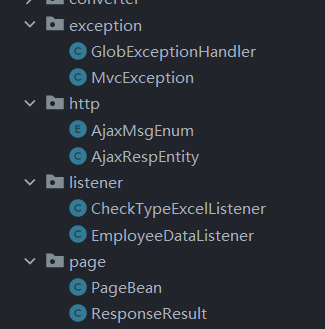 converter
exception
GlobExceptionHandler
MvcException
http
E AjaxMsgEnum
C AjaxRespEntity
listener
C CheckTypeExcelListener
C EmployeeDataListener
page
C PageBean
C ResponseResult